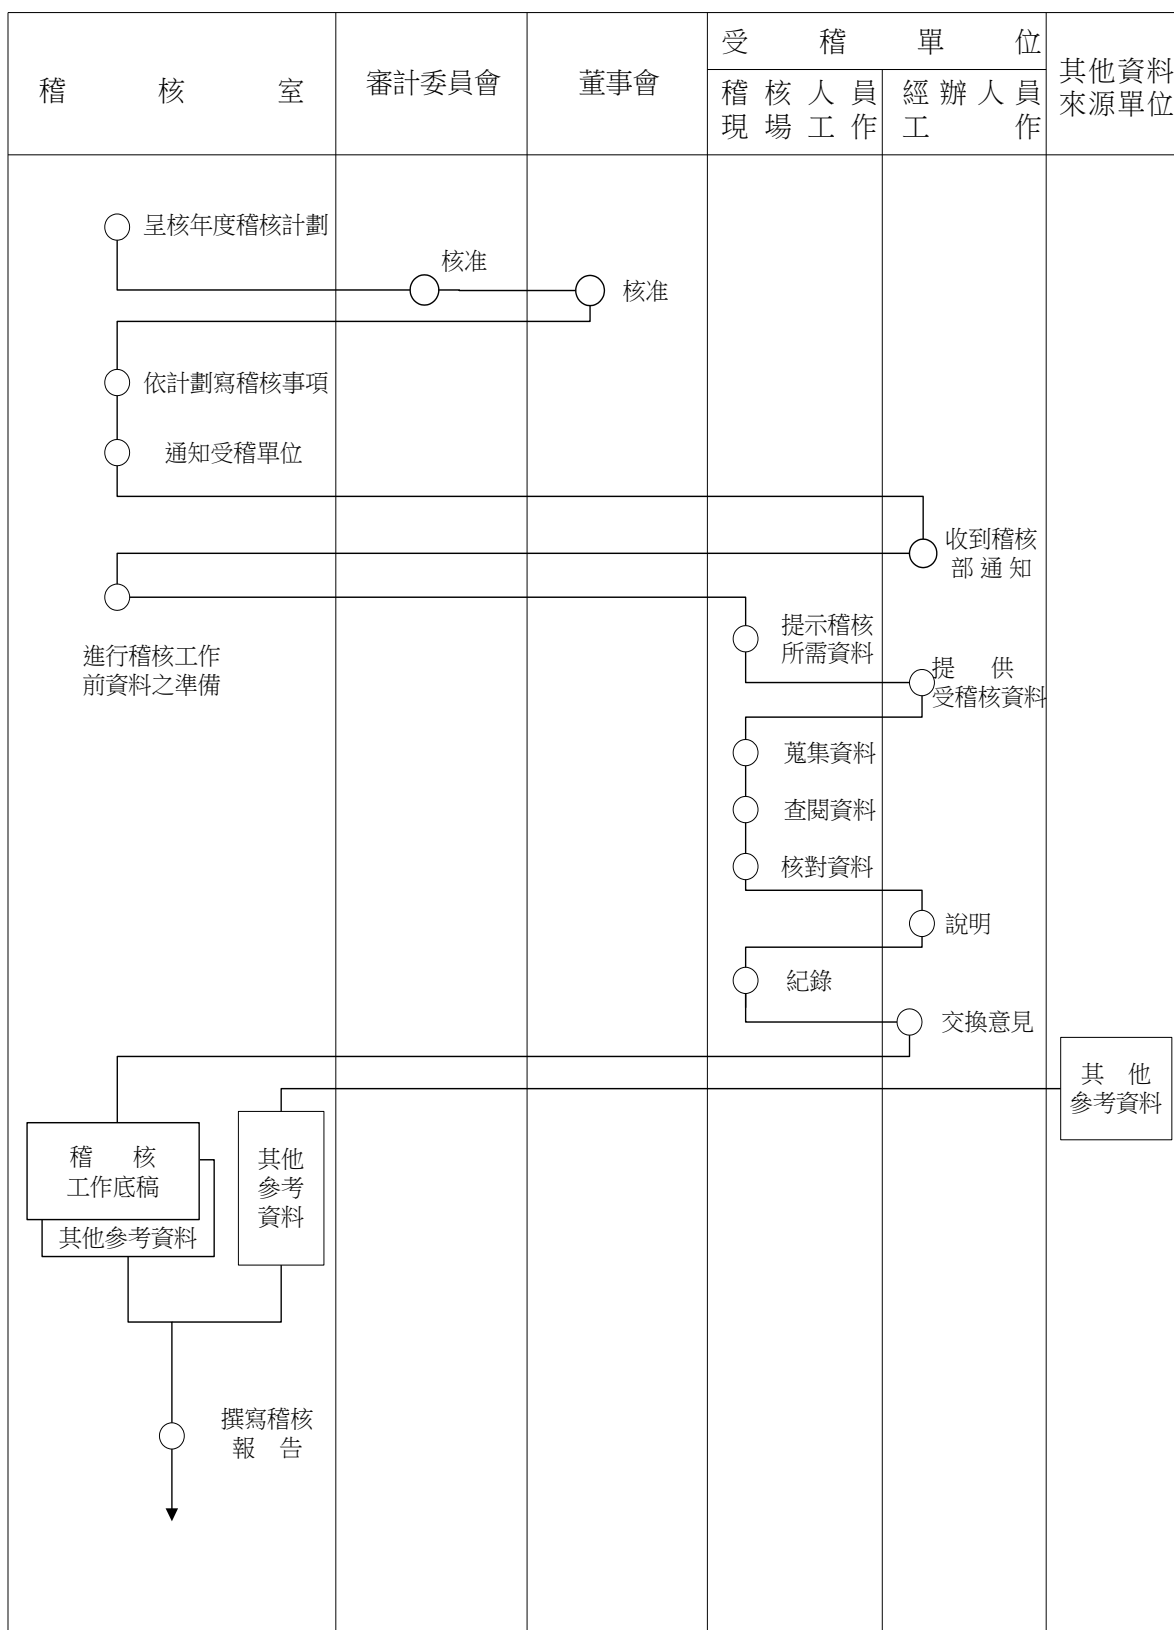 稽核室
審計委員會
董事會
受稽單位
稽核人員
現場工作
經辦人員
工作
其他資料
來源單位
呈核年度稽核計劃
核准
核准
依計劃寫稽核事項
通知受稽單位
收到稽核
部通知
進行稽核工作
前資料之準備
提示稽核
所需資料
提供
受稽核資料
蒐集資料
查閱資料
核對資料
說明
紀錄
交換意見
其他
參考資料
稽核
工作底稿
其他參考資料
其他
參考
資料
撰寫稽核
報告